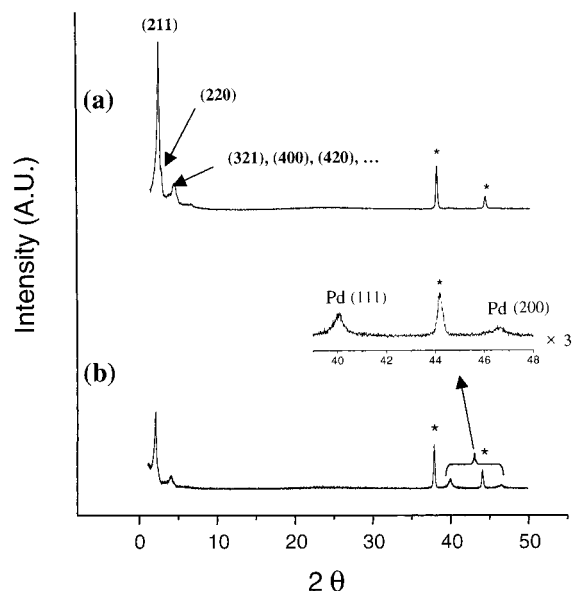 (211)
(a)
(220)
(321), (400), (420), ...
*
*
Intensity (A.U.)
Pd (111)
*
Pd (200)
40 42 44 46 48
× 3
(b)
*
*
0 10 20 30 40 50
2 θ